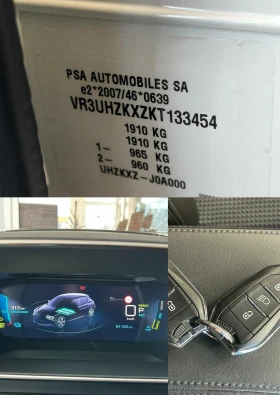 PSA AUTOMOBILES SA
e2*2007/46*0639
VR3UHZKXZKT133454
1910 KG
1910 KG
1- 965 KG
2- 960 KG
UHZKXZ-J0A000
0
P